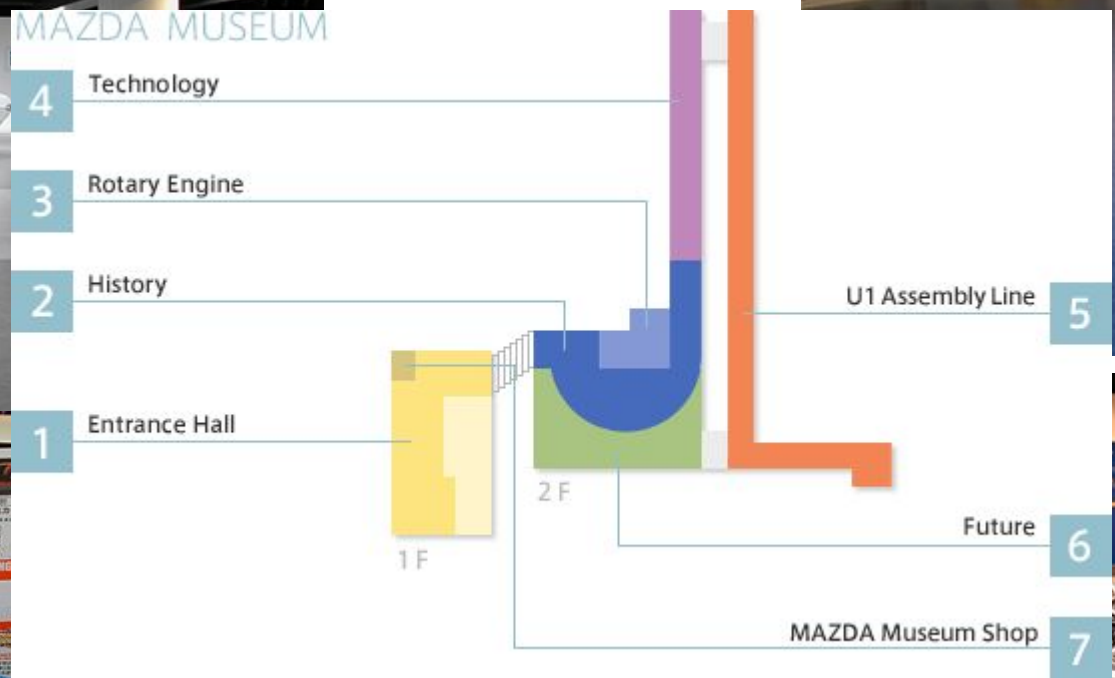 MAZDA MUSEUM
4 Technology
3 Rotary Engine
2 History
U1 Assembly Line 5
1 Entrance Hall
2 F
Future 6
1 F
MAZDA Museum Shop 7